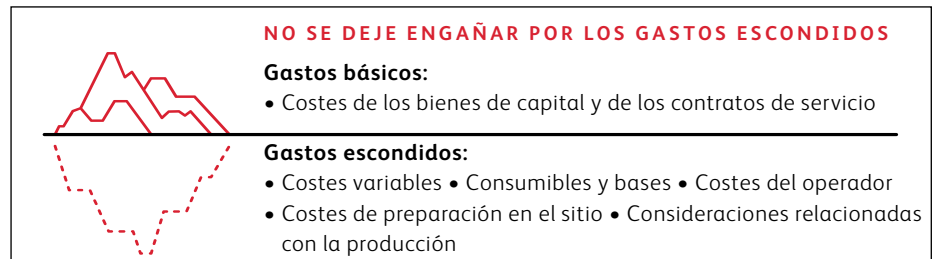 NO SE DEJE ENGAÑAR POR LOS GASTOS ESCONDIDOS
Gastos básicos:
• Costes de los bienes de capital y de los contratos de servicio
Gastos escondidos:
• Costes variables • Consumibles y bases • Costes del operador
• Costes de preparación en el sitio • Consideraciones relacionadas
con la producción